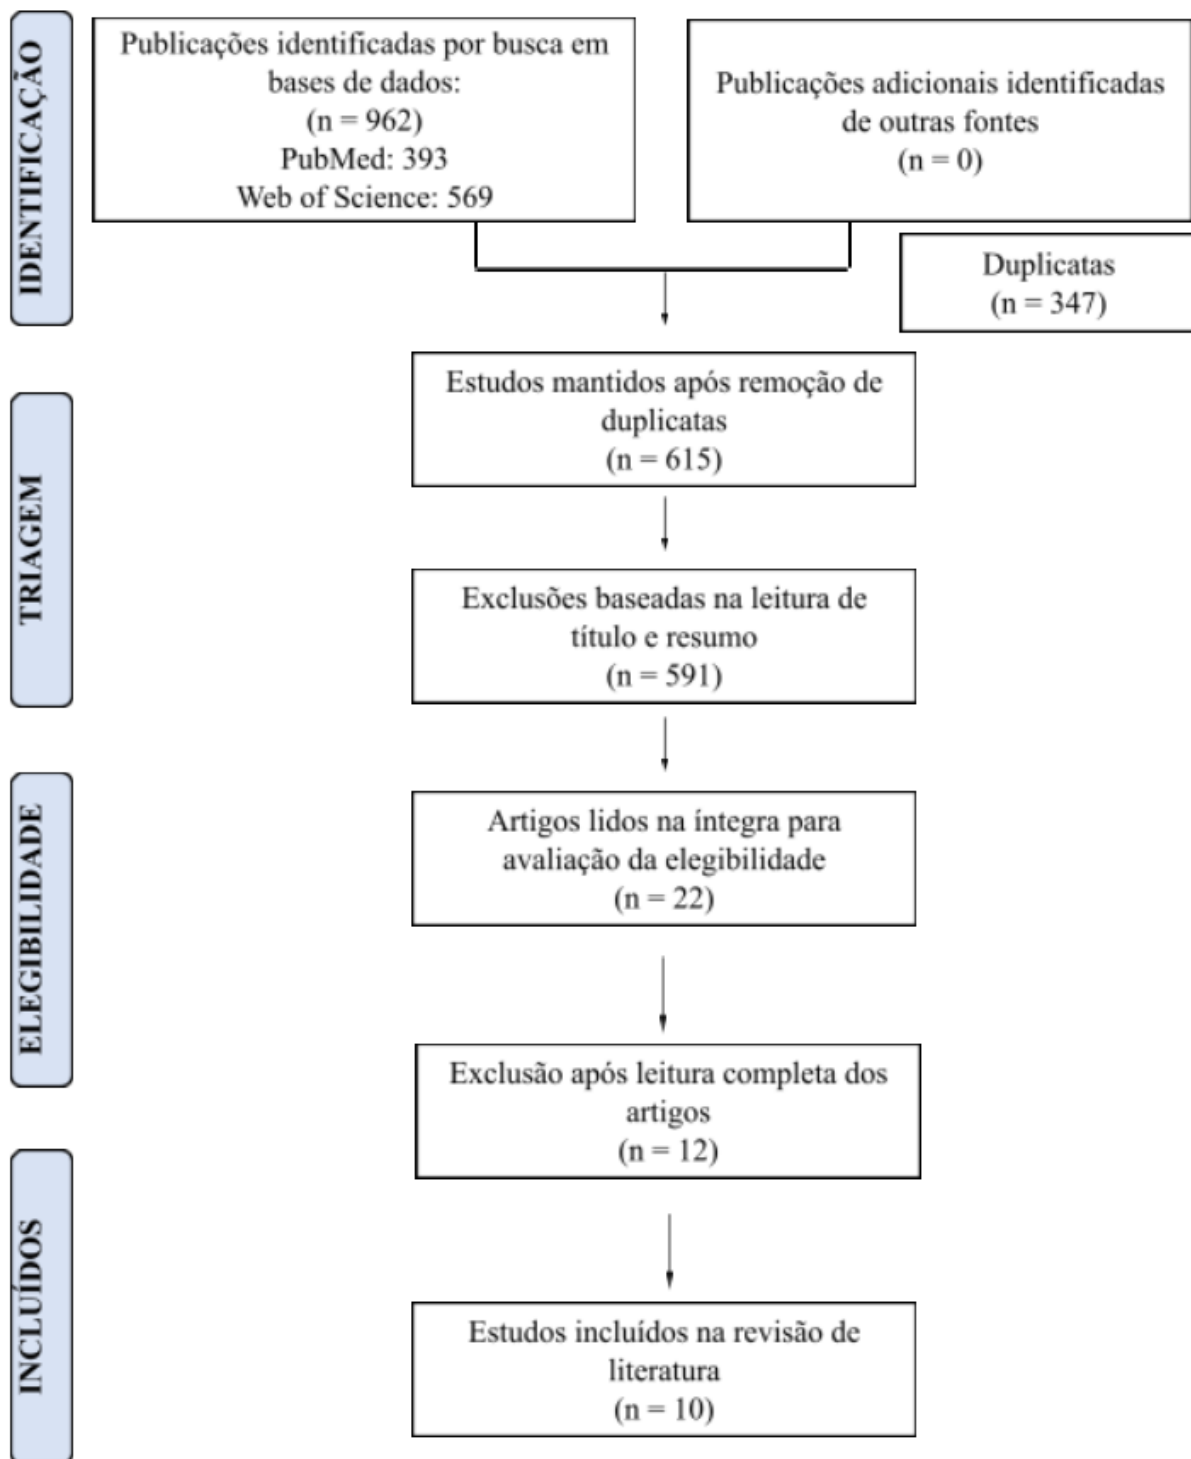 IDENTIFICAÇÃO
Publicações identificadas por busca em
bases de dados:
(n = 962)
PubMed: 393
Web of Science: 569
Publicações adicionais identificadas
de outras fontes
(n = 0)
Duplicatas
(n = 347)
TRIAGEM
Estudos mantidos após remoção de
duplicatas
(n = 615)
Exclusões baseadas na leitura de
título e resumo
(n = 591)
ELEGIBILIDADE
Artigos lidos na íntegra para
avaliação da elegibilidade
(n = 22)
Exclusão após leitura completa dos
artigos
(n = 12)
INCLUÍDOS
Estudos incluídos na revisão de
literatura
(n = 10)